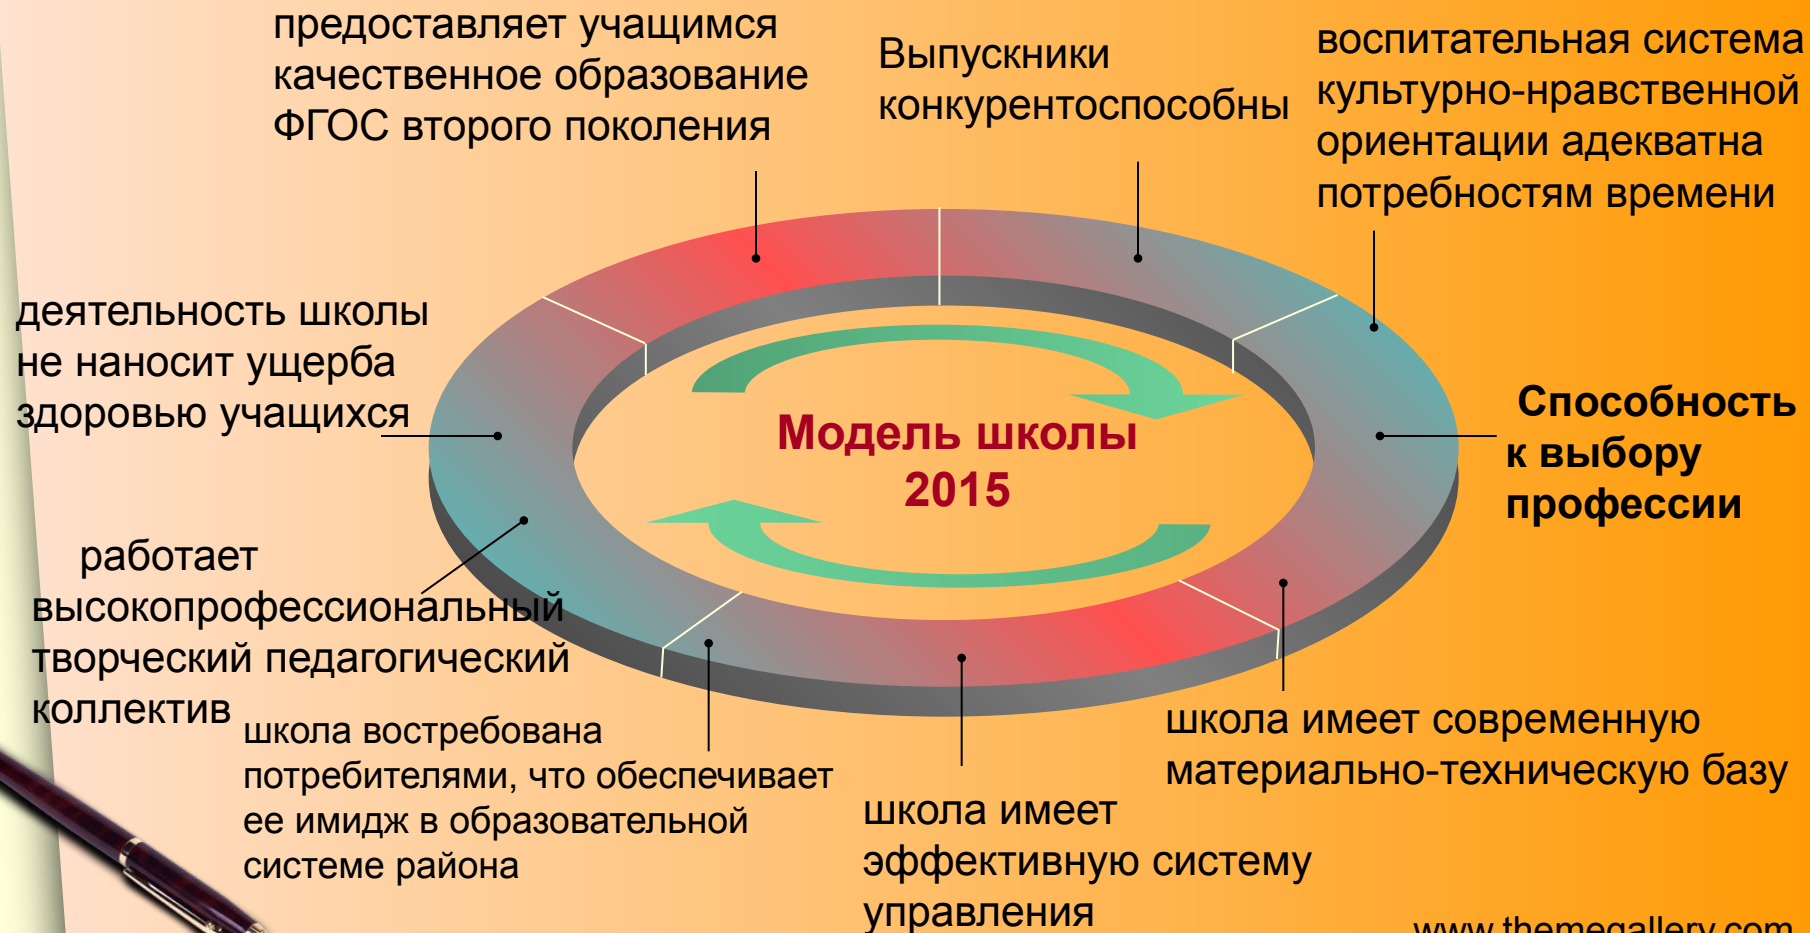 предоставляет учащимся
качественное образование
ФГОС второго поколения
Выпускники
конкурентоспособны
воспитательная система
культурно-нравственной
ориентации адекватна
потребностям времени
деятельность школы
не наносит ущерба
здоровью учащихся
Модель школы
2015
Способность
к выбору
профессии
работает
высокопрофессиональный
творческий педагогический
коллектив
школа востребована
потребителями, что обеспечивает
ее имидж в образовательной
системе района
школа имеет
эффективную систему
управления
школа имеет современную
материально-техническую базу
www.themegallery.com